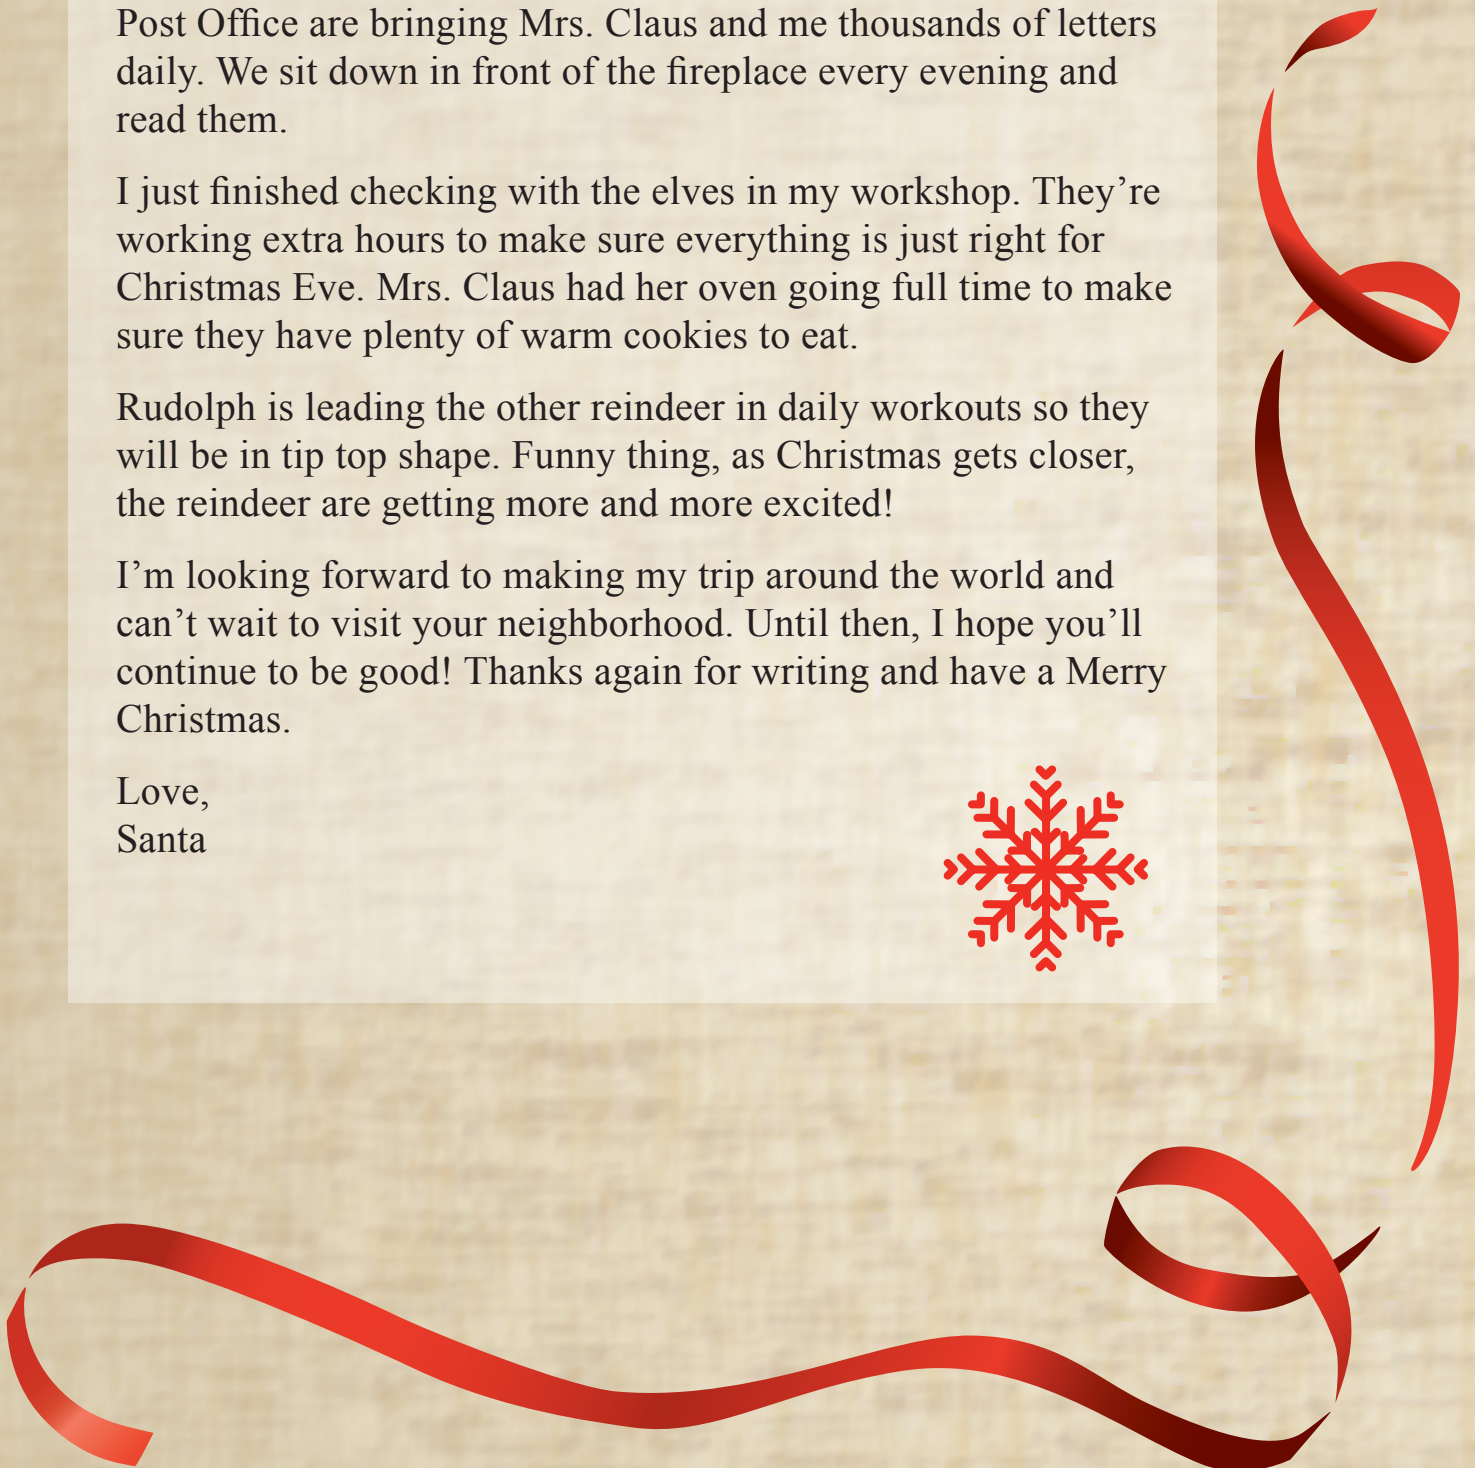 Post Office are bringing Mrs. Claus and me thousands of letters
daily. We sit down in front of the fireplace every evening and
read them.
I just finished checking with the elves in my workshop. They’re
working extra hours to make sure everything is just right for
Christmas Eve. Mrs. Claus had her oven going full time to make
sure they have plenty of warm cookies to eat.
Rudolph is leading the other reindeer in daily workouts so they
will be in tip top shape. Funny thing, as Christmas gets closer,
the reindeer are getting more and more excited!
I’m looking forward to making my trip around the world and
can’t wait to visit your neighborhood. Until then, I hope you’ll
continue to be good! Thanks again for writing and have a Merry
Christmas.
Love,
Santa